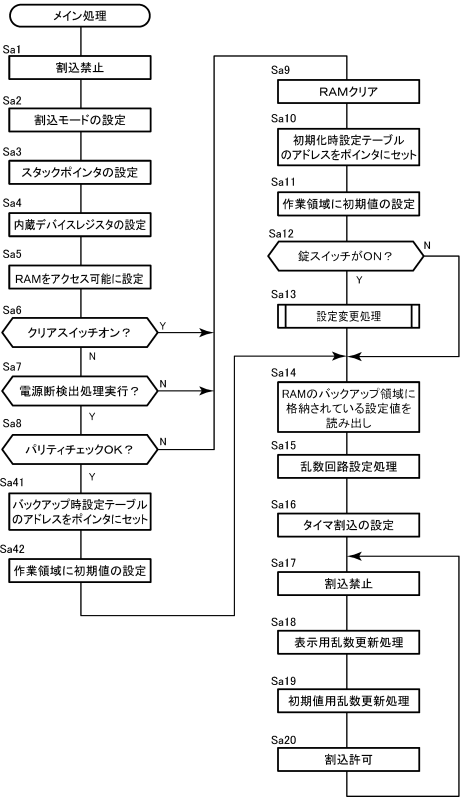 メイン処理
Sa1
割込禁止
Sa2
割込モードの設定
Sa3
スタックポインタの設定
Sa4
内蔵デバイスレジスタの設定
Sa5
RAMをアクセス可能に設定
Sa6
クリアスイッチオン？
Y
N
Sa7
電源断検出処理実行？
N
Y
Sa8
パリティチェックOK？
N
Y
Sa41
バックアップ時設定テーブル
のアドレスをポインタにセット
Sa42
作業領域に初期値の設定
Sa9
RAMクリア
Sa10
初期化時設定テーブル
のアドレスをポインタにセット
Sa11
作業領域に初期値の設定
Sa12
錠スイッチがON？
N
Y
Sa13
設定変更処理
Sa14
RAMのバックアップ領域に
格納されている設定値を
読み出し
Sa15
乱数回路設定処理
Sa16
タイマ割込の設定
Sa17
割込禁止
Sa18
表示用乱数更新処理
Sa19
初期値用乱数更新処理
Sa20
割込許可